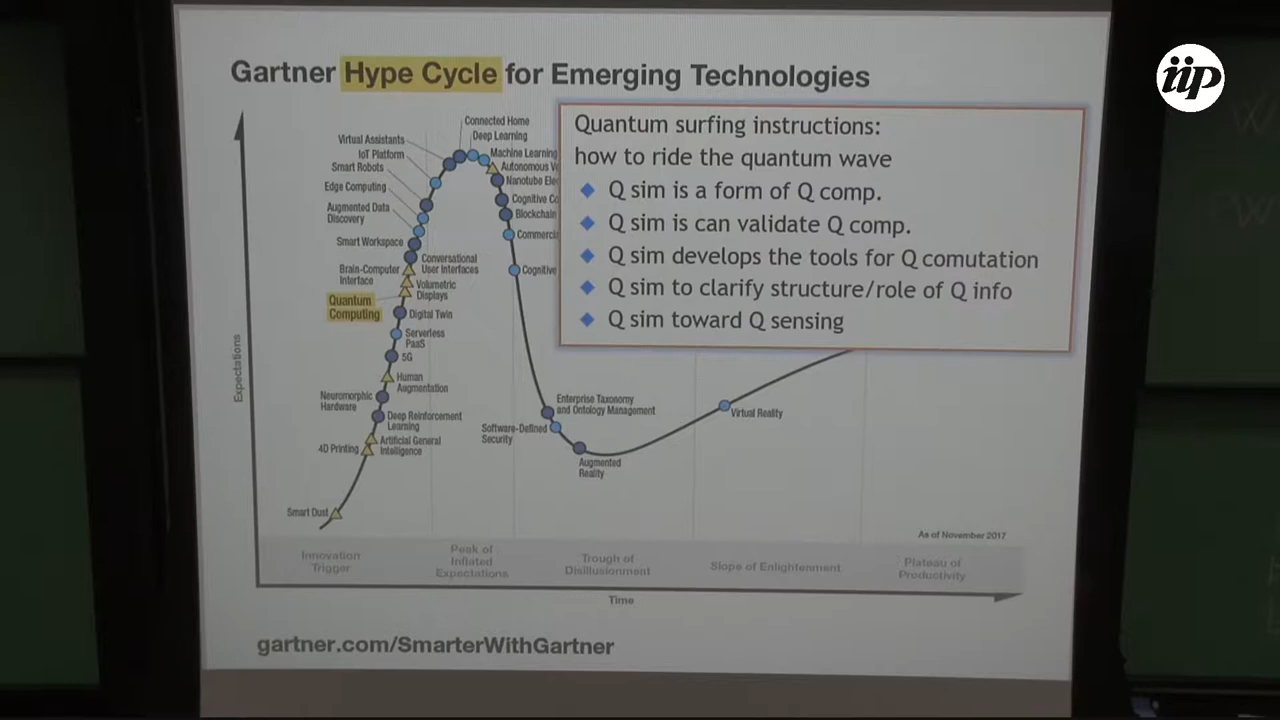 iip
Gartner Hype Cycle for Emerging Technologies
Quantum surfing instructions:
how to ride the quantum wave
Q sim is a form of Q comp.
Q sim is can validate Q comp.
Q sim develops the tools for Q comutation
Q sim to clarify structure/role of Q info
Q sim toward Q sensing
Expectations
Connected Home
Deep Learning
Virtual Assistants
Machine Learning
IoT Platform
Autonomous
Smart Robots
Nanotube
Edge Computing
Cognitive
Augmented Data
Discovery
Blockchain
Smart Workspace
Conversational
User Interfaces
Brain-Computer
Interface
Cognitive
Volumetric
Displays
Quantum
Computing
Digital Twin
Serverless
PaaS
5G
Human
Augmentation
Neuromorphic
Hardware
Deep Reinforcement
Learning
4D Printing
Artificial General
Intelligence
Smart Dust
Enterprise Taxonomy
and Ontology Management
Software-Defined
Security
Augmented
Reality
Virtual Reality
As of November 2017
Innovation
Trigger
Peak of
Inflated
Expectations
Trough of
Disillusionment
Slope of Enlightenment
Plateau of
Productivity
Time
gartner.com/SmarterWithGartner